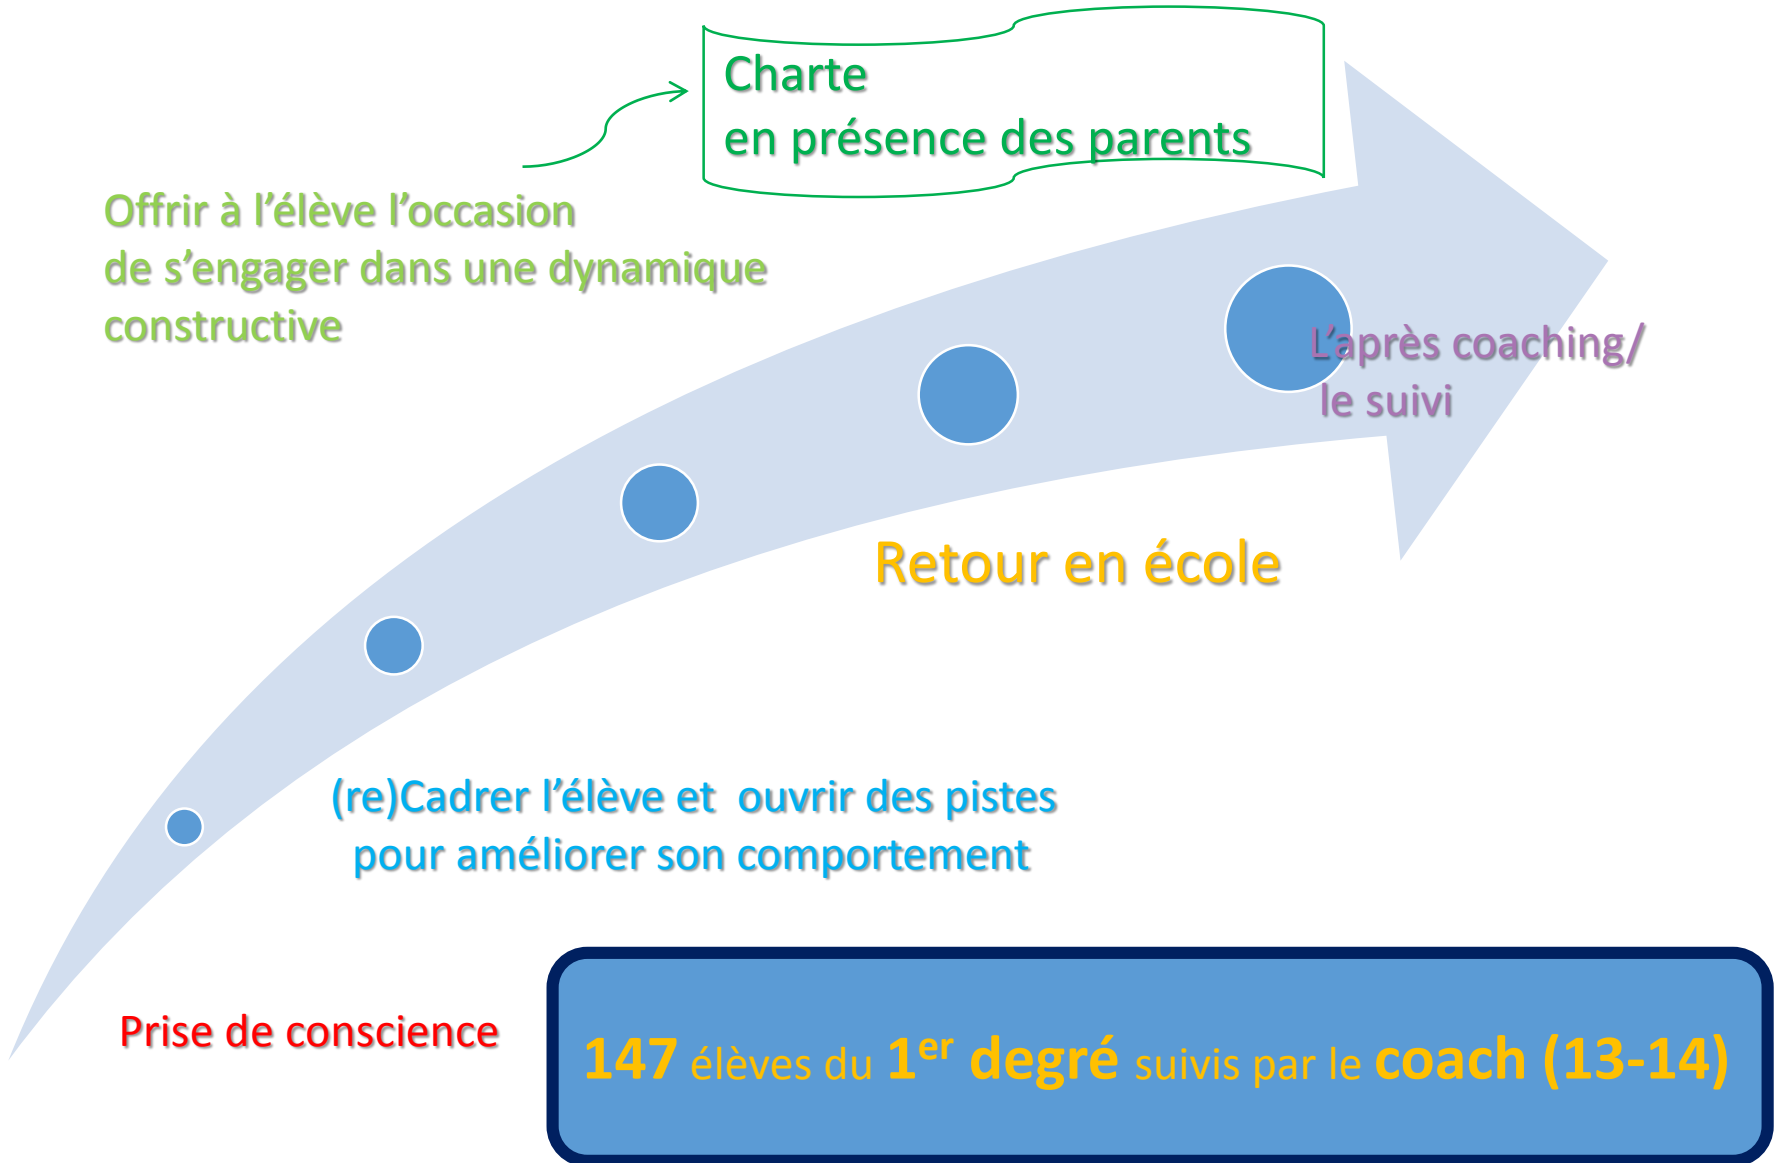 Charte
en présence des parents
Offrir à l’élève l’occasion
de s’engager dans une dynamique
constructive
L’après coaching/
le suivi
Retour en école
(re)Cadrer l’élève et ouvrir des pistes
pour améliorer son comportement
Prise de conscience
147 élèves du 1er degré suivis par le coach (13-14)